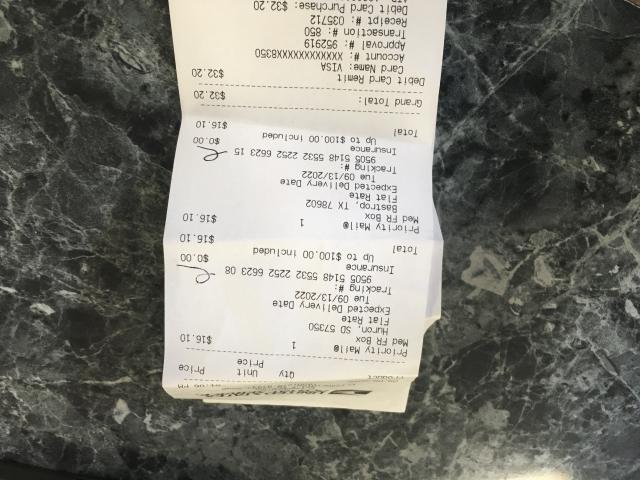 Product Qty Unit Price
Price
Priority Mail® 1 $16.10
Med FR Box
Huron, SD 57350
Flat Rate
Expected Delivery Date
Tue 09/13/2022
Tracking #:
9505 5148 5532 2252 6623 08
Insurance $0.00
Up to $100.00 included
Total $16.10
Priority Mail® 1 $16.10
Med FR Box
Bastrop, TX 78602
Flat Rate
Expected Delivery Date
Tue 09/13/2022
Tracking #:
9505 5148 5532 2252 6623 15
Insurance $0.00
Up to $100.00 included
Total $16.10
Grand Total: $32.20
Debit Card Remit $32.20
Card Name: VISA
Account #: XXXXXXXXXXXX8350
Approval #: 952919
Transaction #: 850
Receipt #: 035712
Debit Card Purchase: $32.20